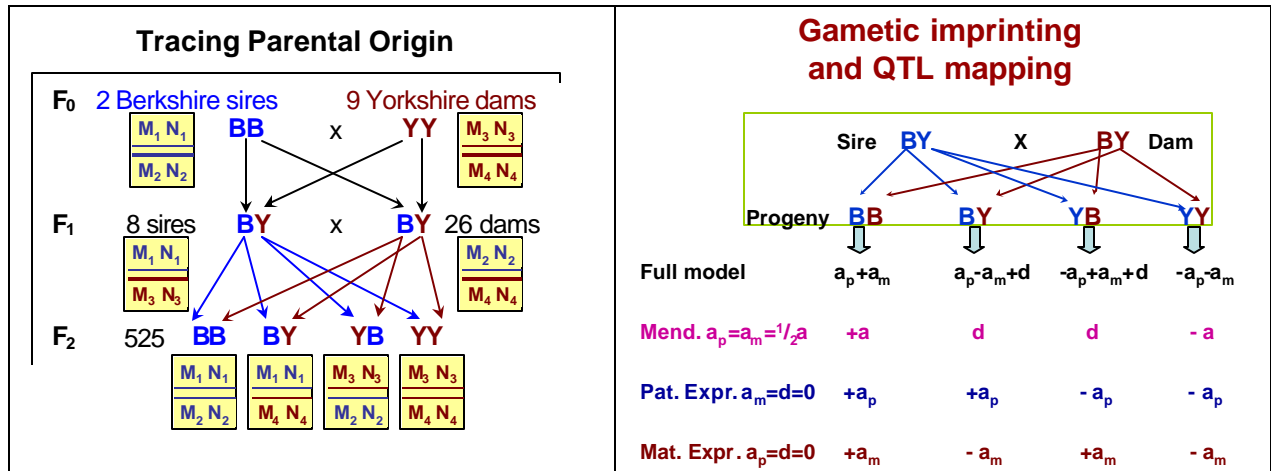 Tracing Parental Origin
F₀ 2 Berkshire sires 9 Yorkshire dams
M₁ N₁ BB x YY M₃ N₃
M₂ N₂ M₄ N₄
F₁ 8 sires BY x BY 26 dams
M₁ N₁ M₂ N₂
M₃ N₃ M₄ N₄
F₂ 525 BB BY YB YY
M₁ N₁ M₁ N₁ M₃ N₃ M₃ N₃
M₂ N₂ M₄ N₄ M₂ N₂ M₄ N₄
Gametic imprinting
and QTL mapping
Sire BY X BY Dam
Progeny BB BY YB YY
Full model aₚ+aₘ aₚ-aₘ+d -aₚ+aₘ+d -aₚ-aₘ
Mend. aₚ=aₘ=½a +a d d - a
Pat. Expr. aₘ=d=0 +aₚ +aₚ - aₚ - aₚ
Mat. Expr. aₚ=d=0 +aₘ - aₘ +aₘ - aₘ